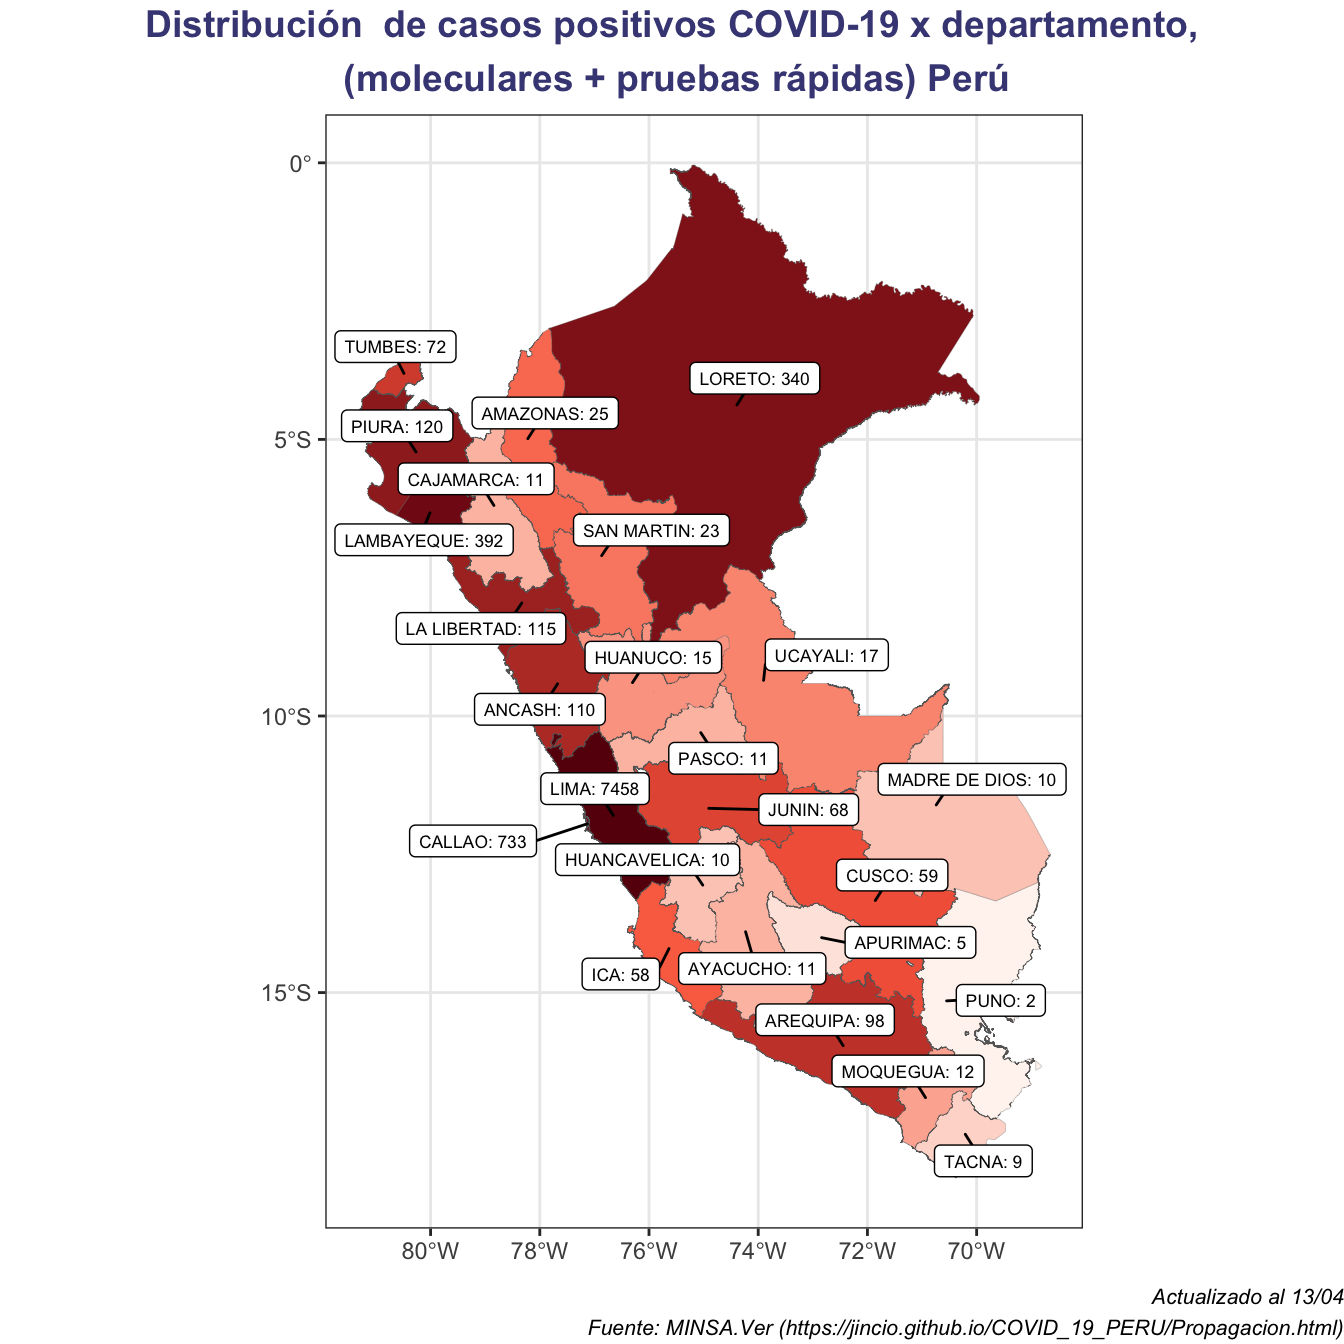 Distribución  de casos positivos COVID-19 x departamento,
(moleculares + pruebas rápidas) Perú
0°
TUMBES: 72
LORETO: 340
AMAZONAS: 25
PIURA: 120
5°S
CAJAMARCA: 11
SAN MARTIN: 23
LAMBAYEQUE: 392
LA LIBERTAD: 115
HUANUCO: 15
UCAYALI: 17
ANCASH: 110
10°S
PASCO: 11
MADRE DE DIOS: 10
LIMA: 7458
JUNIN: 68
CALLAO: 733
HUANCAVELICA: 10
CUSCO: 59
APURIMAC: 5
AYACUCHO: 11
ICA: 58
15°S
PUNO: 2
AREQUIPA: 98
MOQUEGUA: 12
TACNA: 9
80°W 78°W 76°W 74°W 72°W 70°W
Actualizado al 13/04
Fuente: MINSA.Ver (https://jincio.github.io/COVID_19_PERU/Propagacion.html)